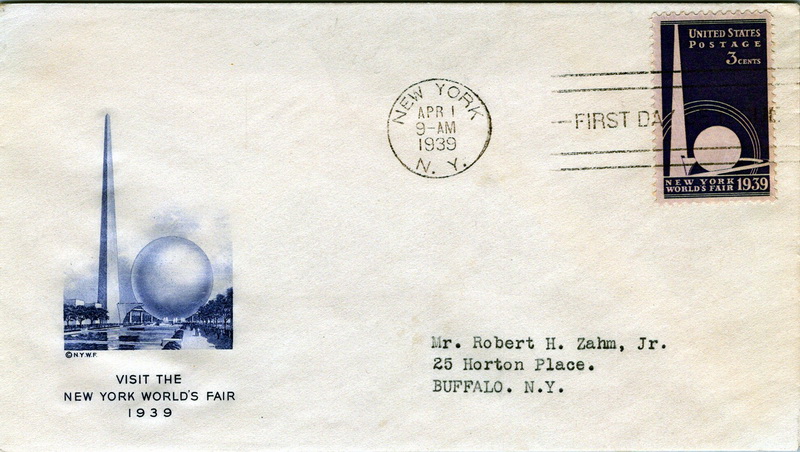 UNITED STATES
POSTAGE
3 CENTS
NEW YORK
WORLD'S FAIR 1939
NEW YORK
APR 1
9-AM
1939
N. Y.
FIRST DA
© N.Y.W.F.
VISIT THE
NEW YORK WORLD'S FAIR
1939
Mr. Robert H. Zahm, Jr.
25 Horton Place.
BUFFALO. N.Y.